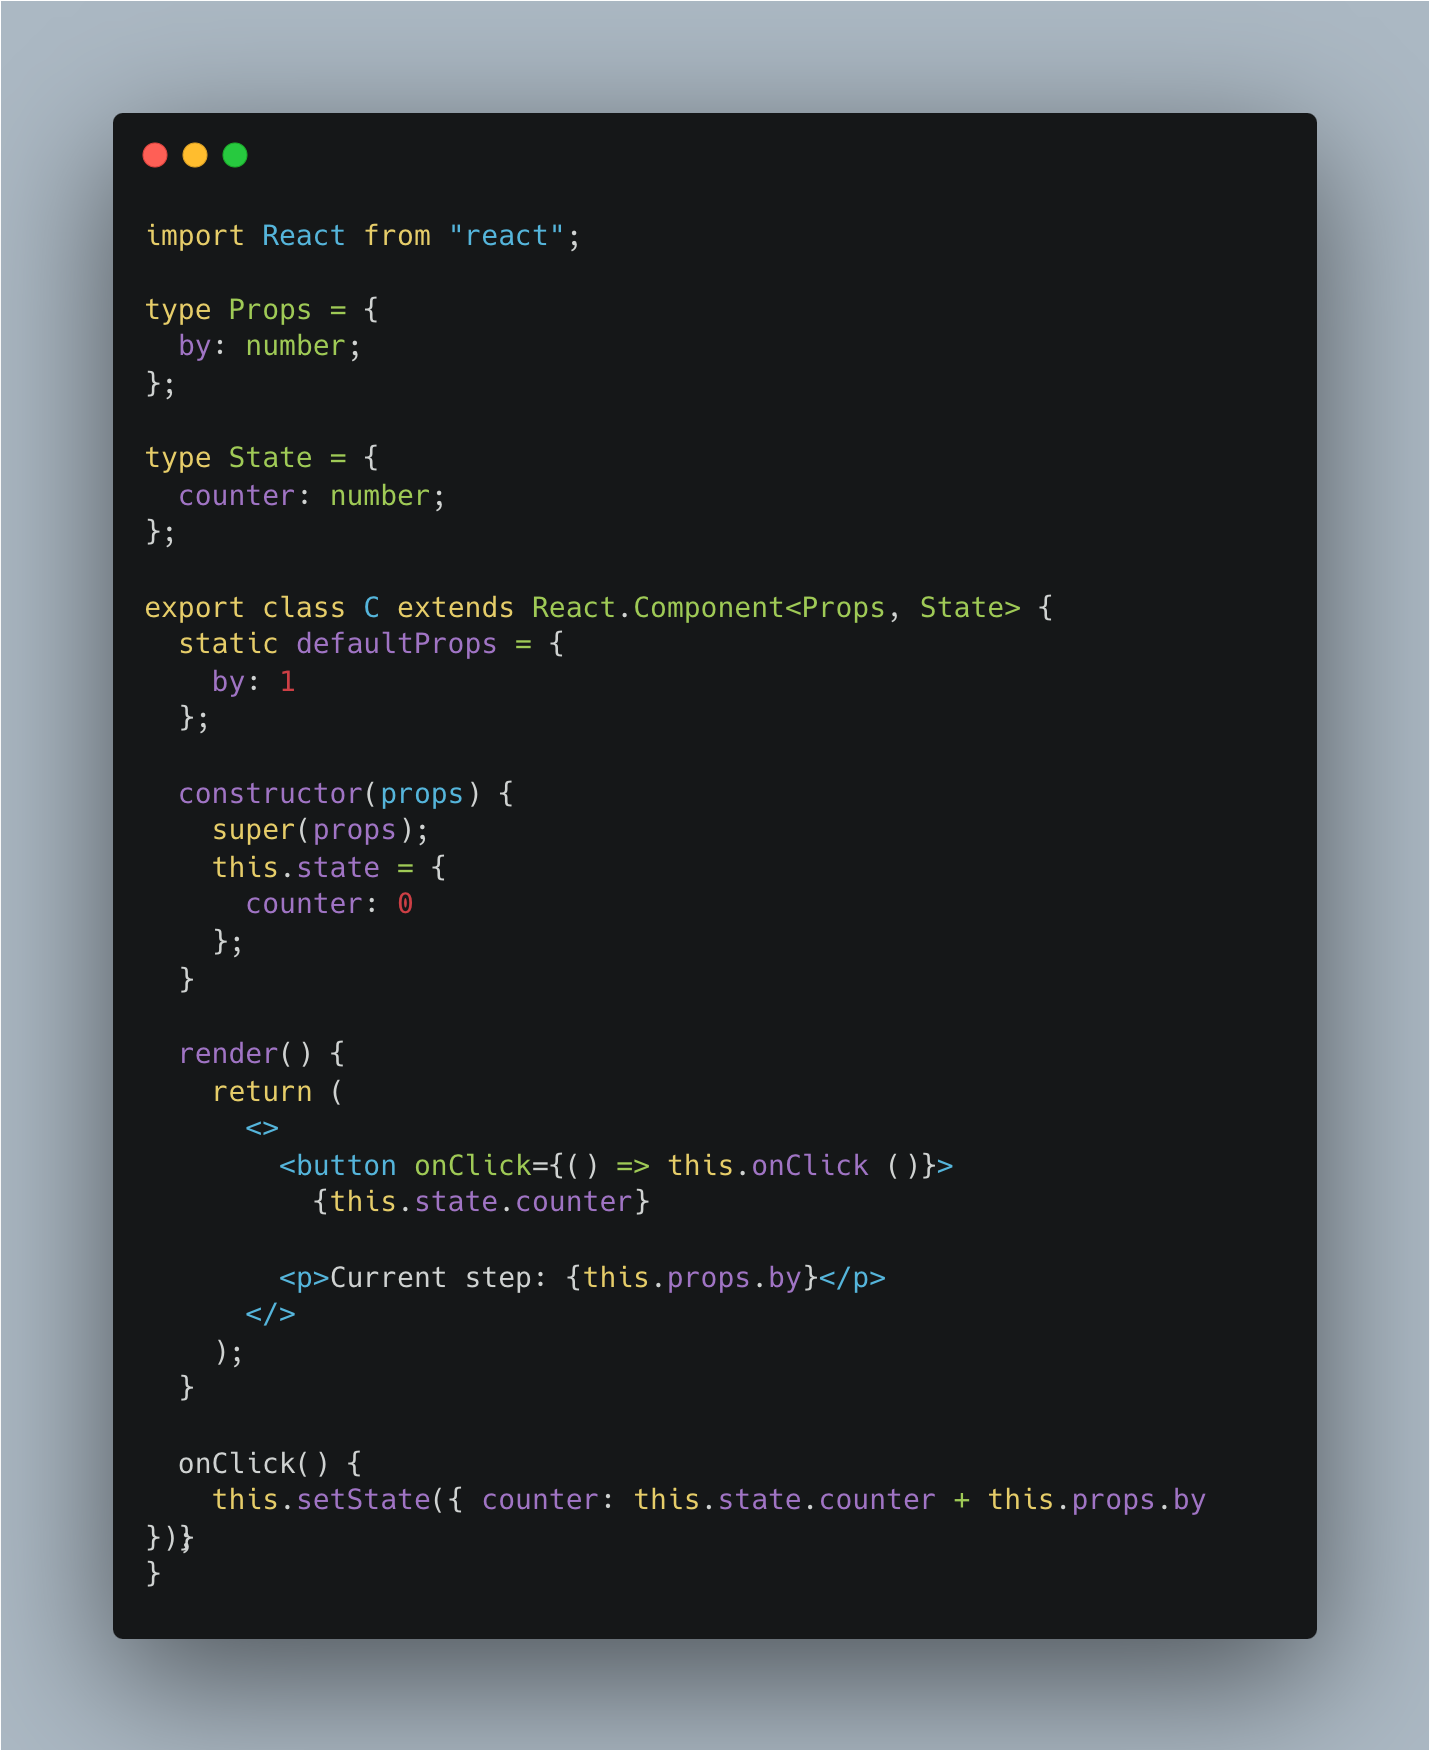 import React from "react";

type Props = {
  by: number;
};

type State = {
  counter: number;
};

export class C extends React.Component<Props, State> {
  static defaultProps = {
    by: 1
  };

  constructor(props) {
    super(props);
    this.state = {
      counter: 0
    };
  }

  render() {
    return (
      <>
        <button onClick={() => this.onClick ()}>
          {this.state.counter}

        <p>Current step: {this.props.by}</p>
      </>
    );
  }

  onClick() {
    this.setState({ counter: this.state.counter + this.props.by
});
  }
}